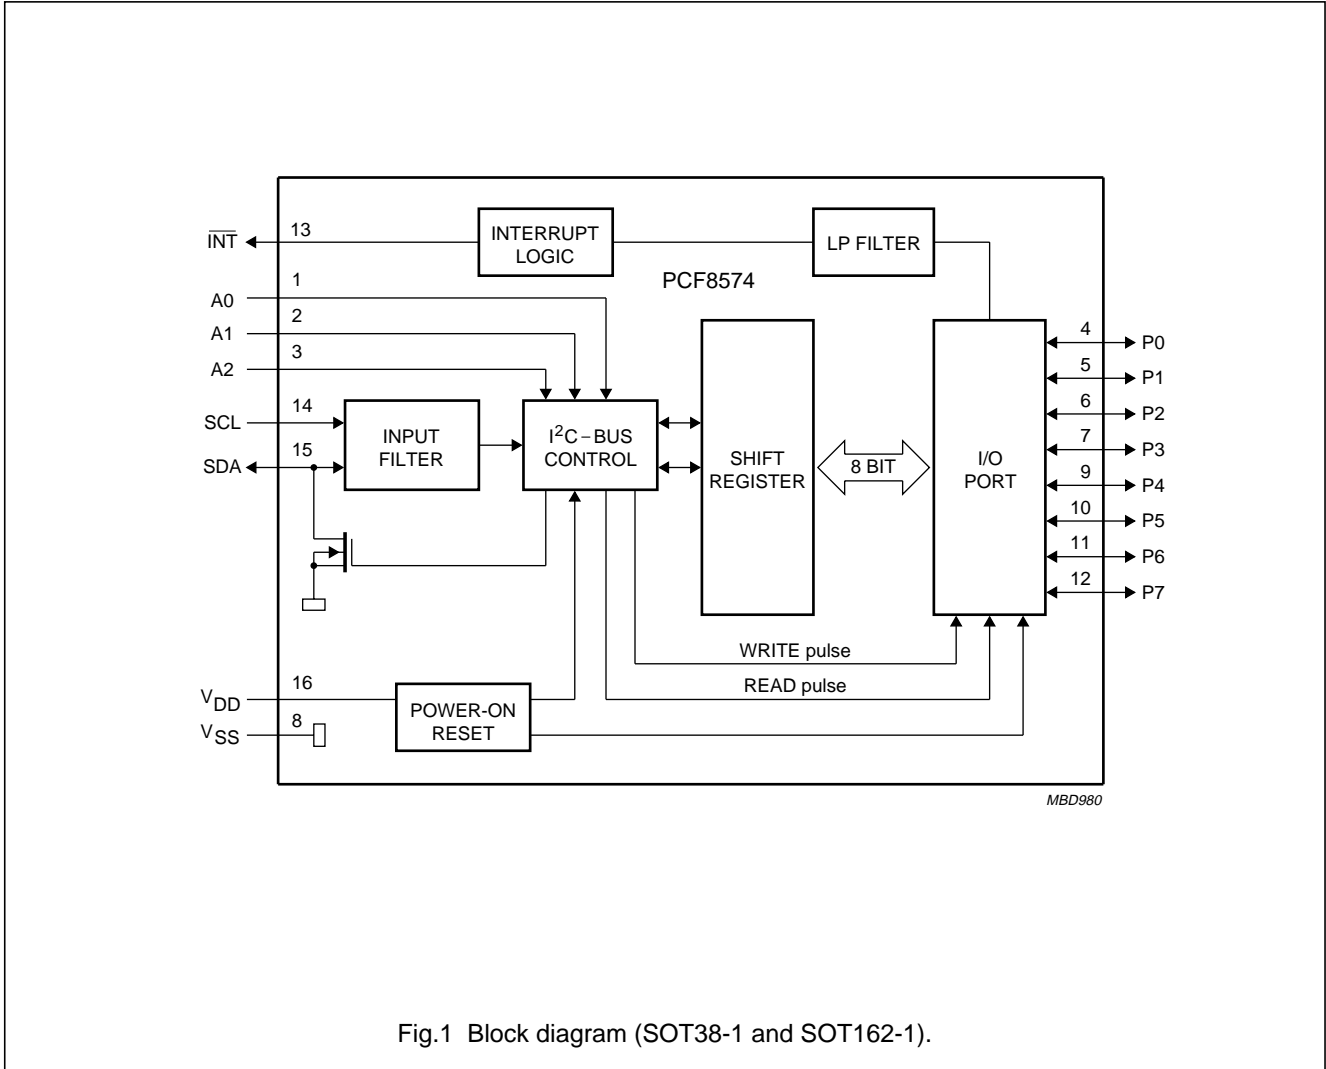 13
INT
INTERRUPT
LOGIC
LP FILTER
PCF8574
1
A0
2
A1
3
A2
14
SCL
15
SDA
INPUT
FILTER
I²C–BUS
CONTROL
SHIFT
REGISTER
8 BIT
I/O
PORT
4 P0
5 P1
6 P2
7 P3
9 P4
10 P5
11 P6
12 P7
WRITE pulse
READ pulse
16
VDD
8
VSS
POWER-ON
RESET
MBD980
Fig.1 Block diagram (SOT38-1 and SOT162-1).